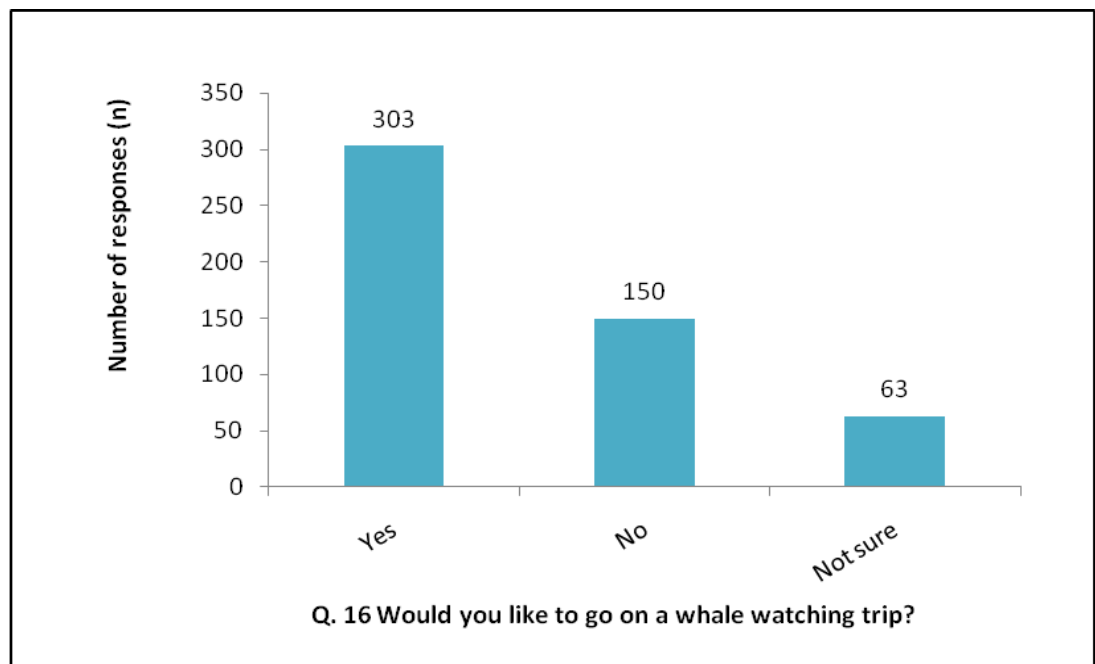 Number of responses (n)
350
300
250
200
150
100
50
0
303
150
63
Yes
No
Not sure
Q. 16 Would you like to go on a whale watching trip?